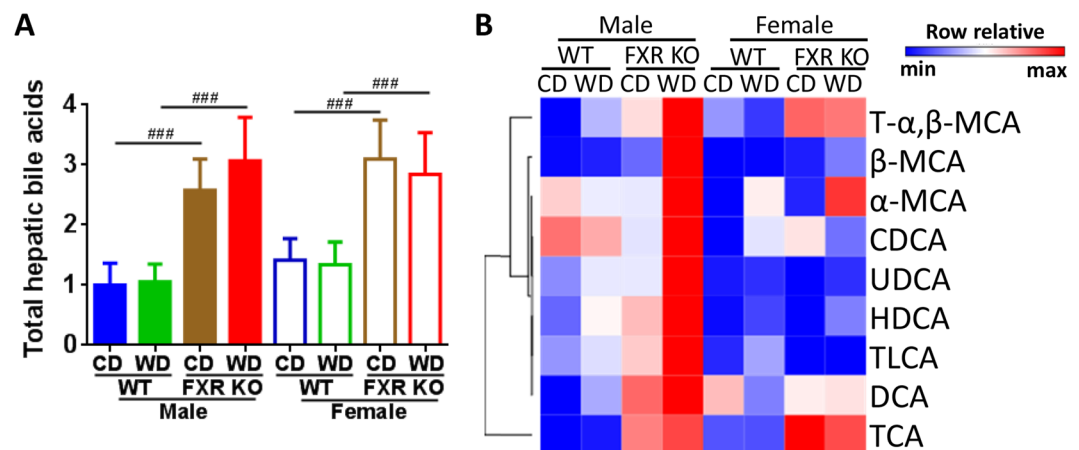 A
Total hepatic bile acids
4
3
2
1
0
###
###
###
###
CD WD CD WD CD WD CD WD
WT FXR KO WT FXR KO
Male Female
B
Male Female
WT FXR KO WT FXR KO
CD WD CD WD CD WD CD WD
Row relative
min max
T-α,β-MCA
β-MCA
α-MCA
CDCA
UDCA
HDCA
TLCA
DCA
TCA